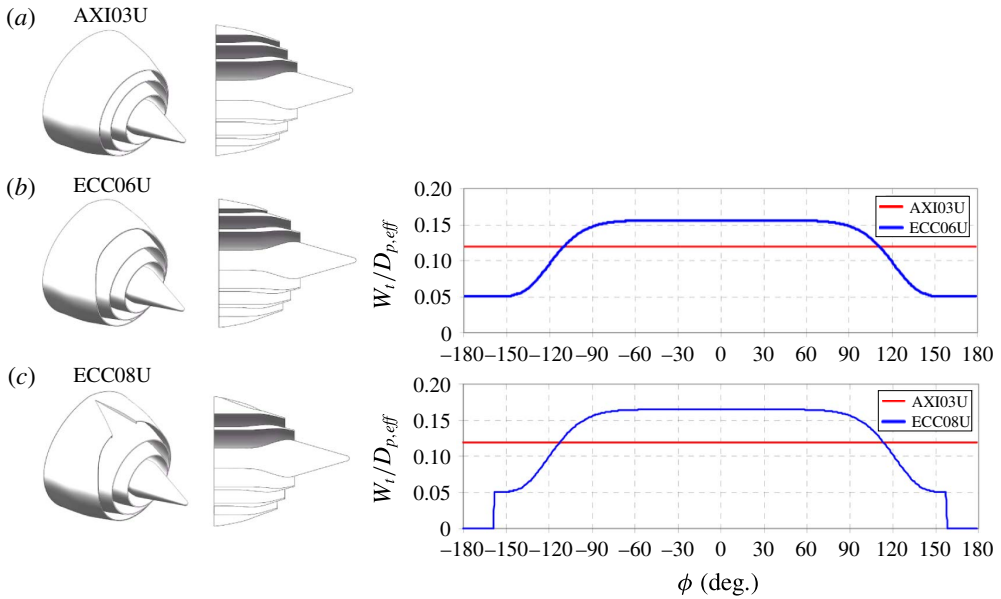 (a) AXI03U
(b) ECC06U
0.20
0.15
0.10
0.05
0
W_t/D_{p,eff}
AXI03U
ECC06U
−180 −150 −120 −90 −60 −30 0 30 60 90 120 150 180
(c) ECC08U
0.20
0.15
0.10
0.05
0
W_t/D_{p,eff}
AXI03U
ECC08U
−180 −150 −120 −90 −60 −30 0 30 60 90 120 150 180
ϕ (deg.)